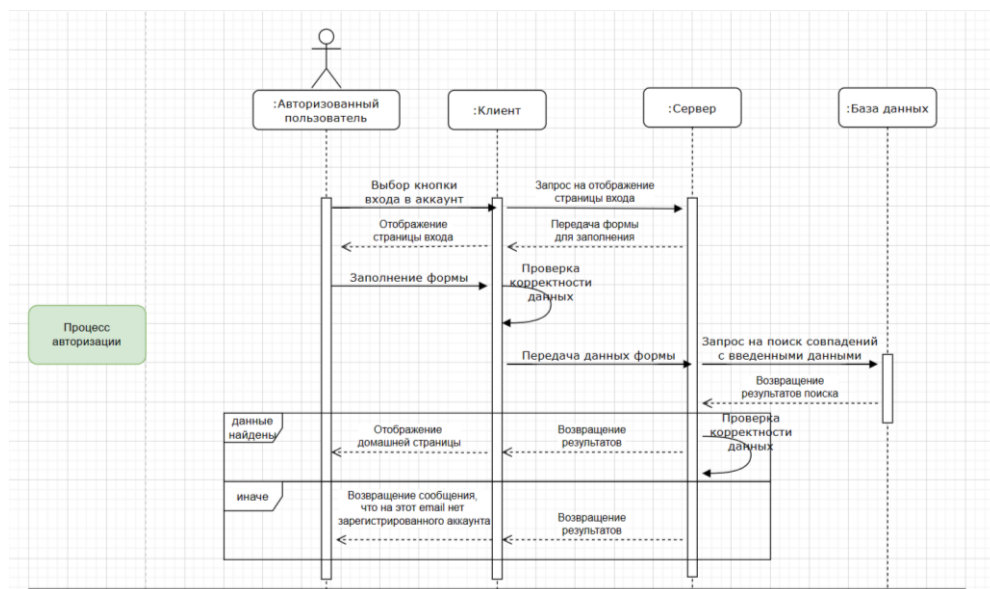 :Авторизованный
пользователь
:Клиент
:Сервер
:База данных
Выбор кнопки
входа в аккаунт
Запрос на отображение
страницы входа
Отображение
страницы входа
Передача формы
для заполнения
Заполнение формы
Проверка
корректности
данных
Процесс
авторизации
Передача данных формы
Запрос на поиск совпадений
с введенными данными
Возвращение
результатов поиска
данные
найдены
Отображение
домашней страницы
Возвращение
результатов
Проверка
корректности
данных
иначе
Возвращение сообщения,
что на этот email нет
зарегистрированного аккаунта
Возвращение
результатов